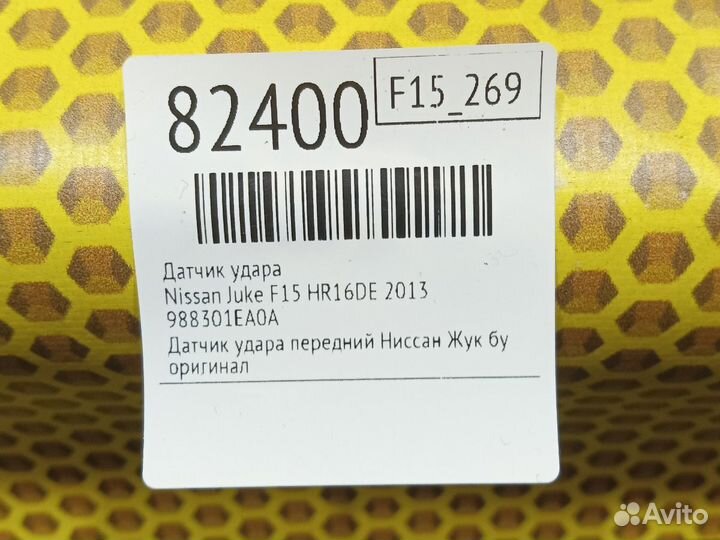 82400
F15_269
Датчик удара
Nissan Juke F15 HR16DE 2013
988301EA0A
Датчик удара передний Ниссан Жук бу
оригинал
Avito